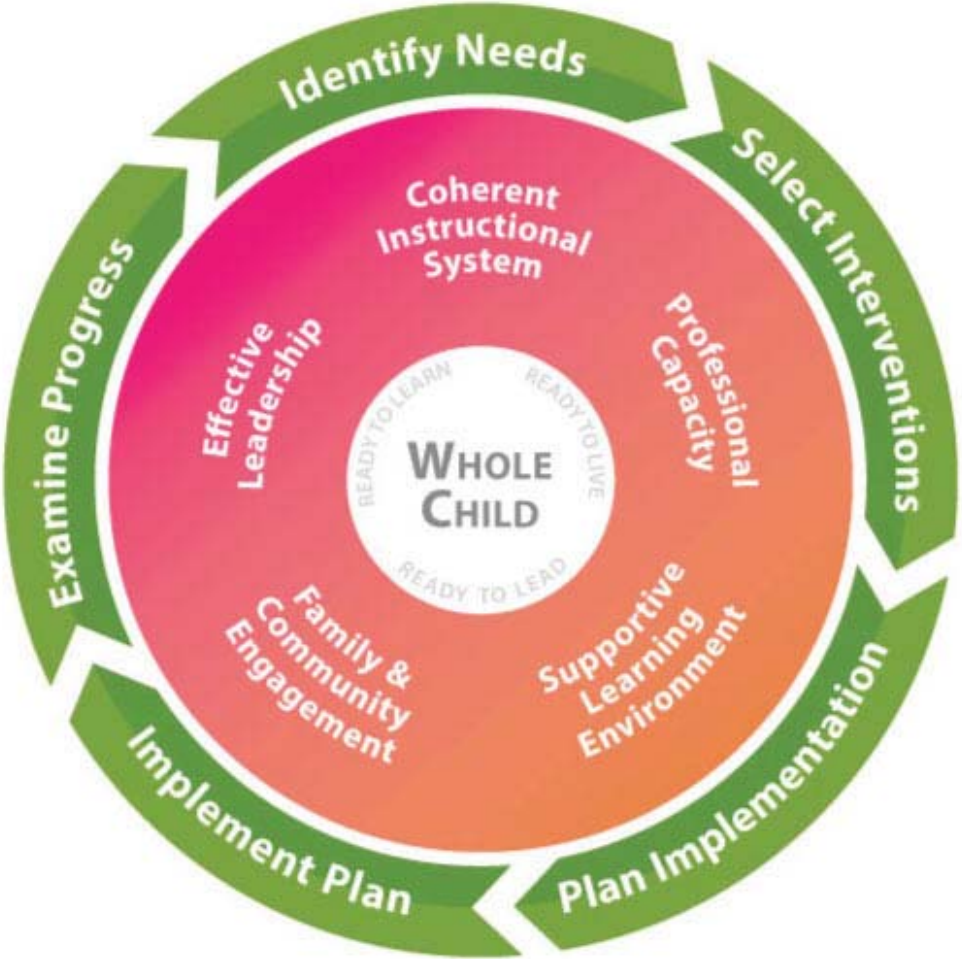 Identify Needs
Select Interventions
Plan Implementation
Implement Plan
Examine Progress
Coherent
Instructional
System
Professional
Capacity
Supportive
Learning
Environment
Family &
Community
Engagement
Effective
Leadership
READY TO LEARN
READY TO LIVE
READY TO LEAD
WHOLE
CHILD